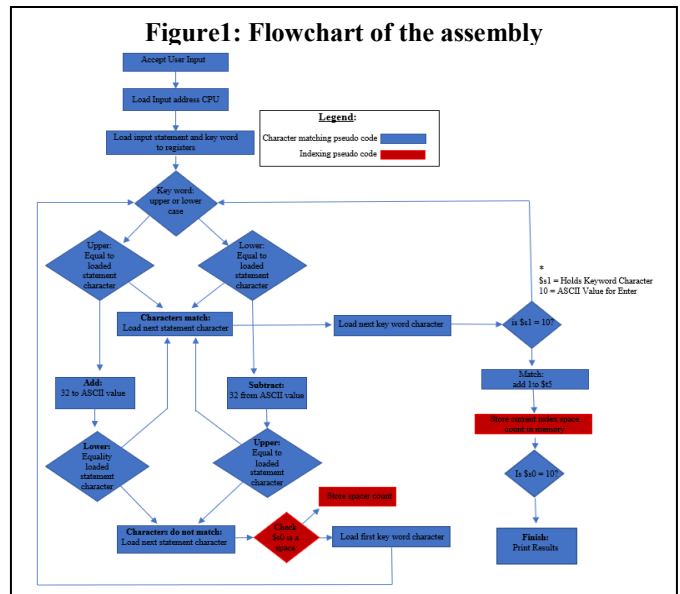 Figure1: Flowchart of the assembly
Accept User Input
Load Input address CPU
Load input statement and key word
to registers
Legend:
Character matching pseudo code
Indexing pseudo code
Key word:
upper or lower
case
Upper:
Equal to
loaded
statement
character
Lower:
Equal to
loaded
statement
character
*
$s1 = Holds Keyword Character
10 = ASCII Value for Enter
Characters match:
Load next statement character
Load next key word character
is $s1 = 10?
Add:
32 to ASCII value
Subtract:
32 from ASCII value
Match:
add 1to $t5
Store current index space
count in memory
Lower:
Equality
loaded
statement
character
Upper:
Equal to
loaded
statement
character
Is $s0 = 10?
Store spacer count
Characters do not match:
Load next statement character
Check
$s0 is a
space
Load first key word character
Finish:
Print Results